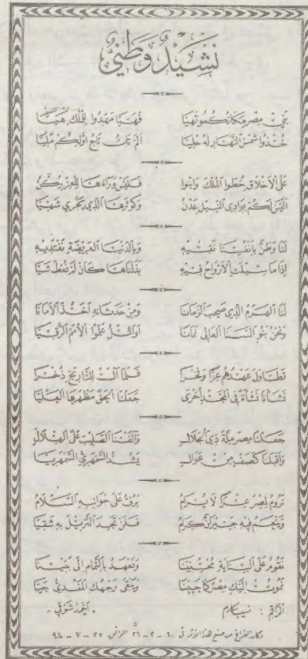 نشيد وطني
بني مصر مكانكمو تهيا فهيا مهدوا للملك هيا
خذوا شمس النهار له حليا ألم تك تاج أولكم مليا
على الأخلاق خطوا الملك وابنوا فليس وراءها للعز ركن
أليس لكم بوادي النيل عدن وكوثرها الذي يجري شهيا
لنا وطن بأنفسنا نقيه وبالدنيا العريضة نفتديه
إذا ما سيلت الأرواح فيه بذلناها كأن لم نعط شيا
لنا الهرم الذي صحب الزمانا ومن حدثانه أخذ الأمانا
ونحن بنو السنا العالي نمانا أوائل علموا الأمم الرقيا
تطاول عهدهم عزا وفخرا فلما آل للتاريخ ذخرا
نشأنا نشأة في المجد أخرى جعلنا الحق مظهرها العليا
جعلنا مصر ملة ذي الجلال وألفنا الصليب على الهلال
وأقبلنا كصف من عوال يشد السمهري السمهريا
نروم لمصر عزا لا يرام يرف على جوانبه السلام
وينعم فيه جيران كرام فلن تجد النزيل بنا شقيا
نقوم على البناية محسنينا ونعهد بالتمام إلى بنينا
نموت إليك مصر كما حيينا ويبقى وجهك المفدي حيا
أحمد شوقي